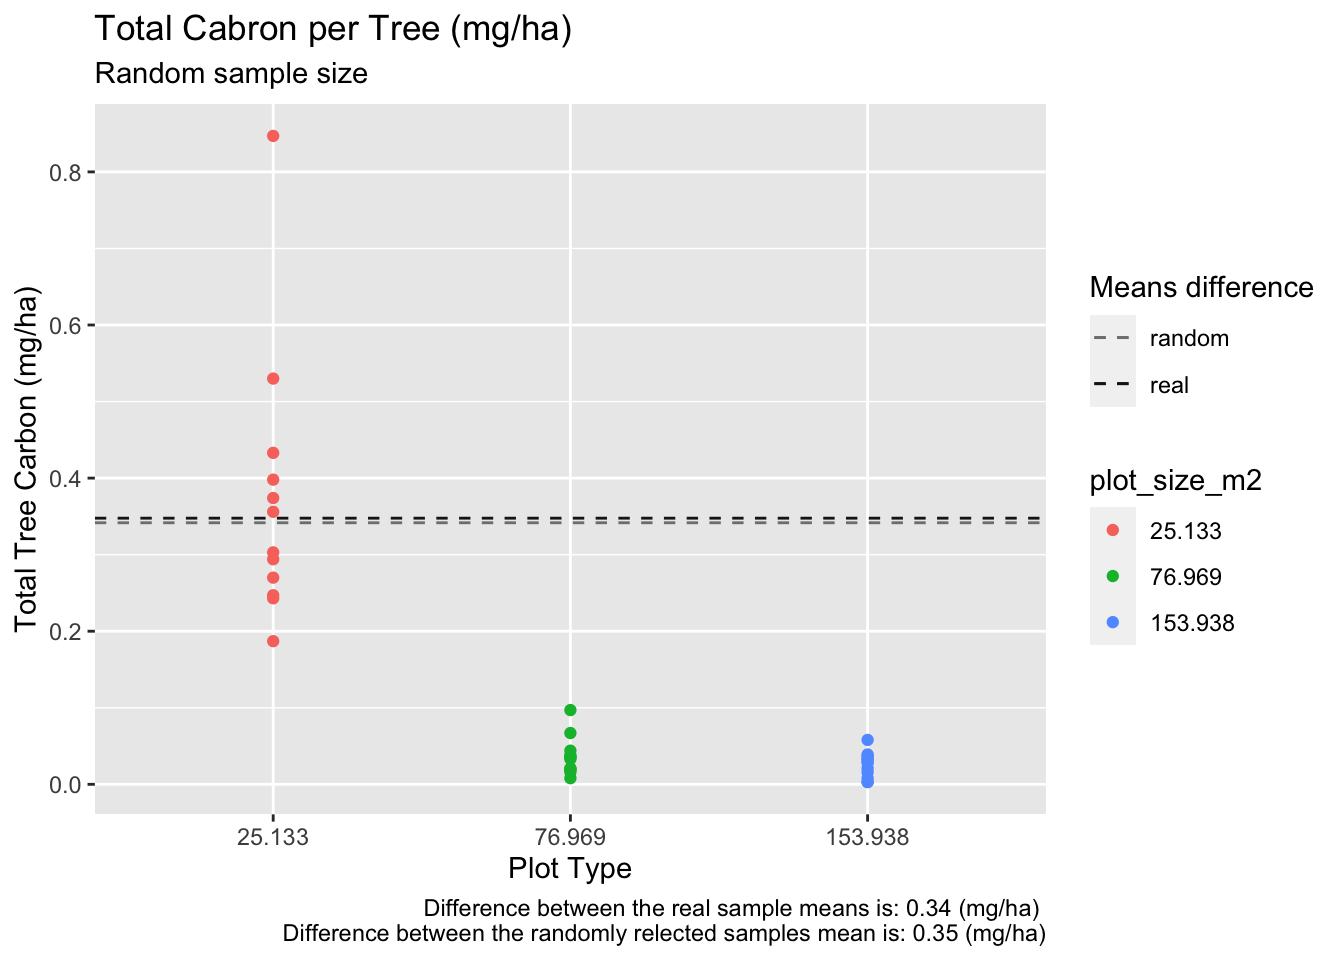 Total Cabron per Tree (mg/ha)
Random sample size
Total Tree Carbon (mg/ha)
0.8
0.6
0.4
0.2
0.0
25.133
76.969
153.938
Plot Type
Means difference
random
real
plot_size_m2
25.133
76.969
153.938
Difference between the real sample means is: 0.34 (mg/ha)
Difference between the randomly relected samples mean is: 0.35 (mg/ha)